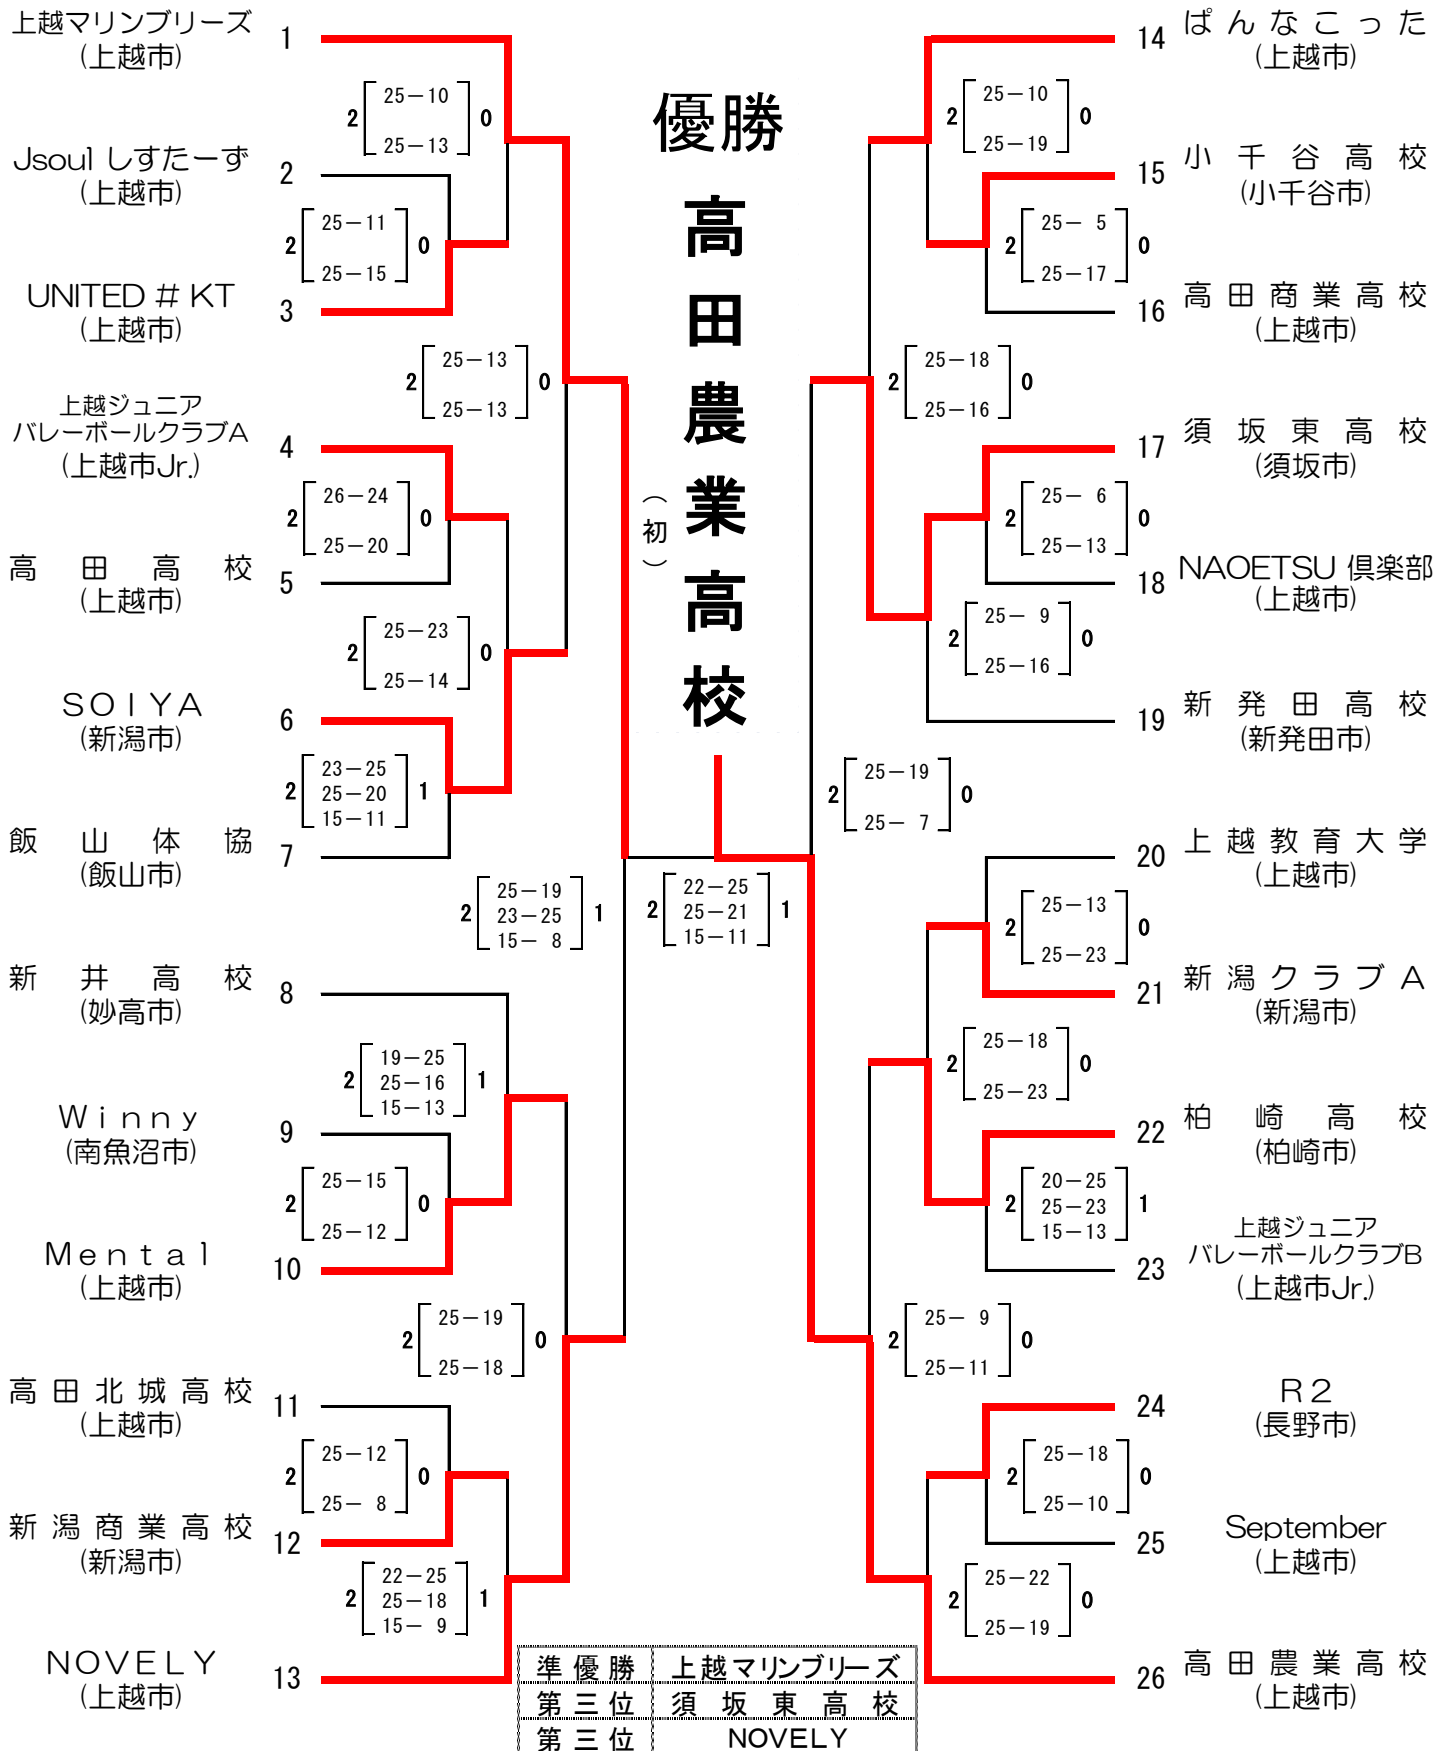 優勝
高田農業高校
（初）
上越マリンブリーズ 1
(上越市)
2 25－10 0
25－13
Jsoul しすたーず 2
(上越市)
2 25－11 0
25－15
UNITED # KT 3
(上越市)
2 25－13 0
25－13
上越ジュニア
バレーボールクラブA 4
(上越市Jr.)
2 26－24 0
25－20
高田高校 5
(上越市)
2 25－23 0
25－14
SOIYA 6
(新潟市)
2 23－25 1
25－20
15－11
飯山体協 7
(飯山市)
2 25－19 1
23－25
15－ 8
新井高校 8
(妙高市)
2 19－25 1
25－16
15－13
Winny 9
(南魚沼市)
2 25－15 0
25－12
Mental 10
(上越市)
2 25－19 0
25－18
高田北城高校 11
(上越市)
2 25－12 0
25－ 8
新潟商業高校 12
(新潟市)
2 22－25 1
25－18
15－ 9
NOVELY 13
(上越市)
2 22－25 1
25－21
15－11
14 ぱんなこった
(上越市)
2 25－10 0
25－19
15 小千谷高校
(小千谷市)
2 25－ 5 0
25－17
16 高田商業高校
(上越市)
2 25－18 0
25－16
17 須坂東高校
(須坂市)
2 25－ 6 0
25－13
18 NAOETSU 倶楽部
(上越市)
2 25－ 9 0
25－16
19 新発田高校
(新発田市)
2 25－19 0
25－ 7
20 上越教育大学
(上越市)
2 25－13 0
25－23
21 新潟クラブA
(新潟市)
2 25－18 0
25－23
22 柏崎高校
(柏崎市)
2 20－25 1
25－23
15－13
上越ジュニア
23 バレーボールクラブB
(上越市Jr.)
2 25－ 9 0
25－11
24 R2
(長野市)
2 25－18 0
25－10
25 September
(上越市)
2 25－22 0
25－19
26 高田農業高校
(上越市)
準優勝 上越マリンブリーズ
第三位 須坂東高校
第三位 NOVELY